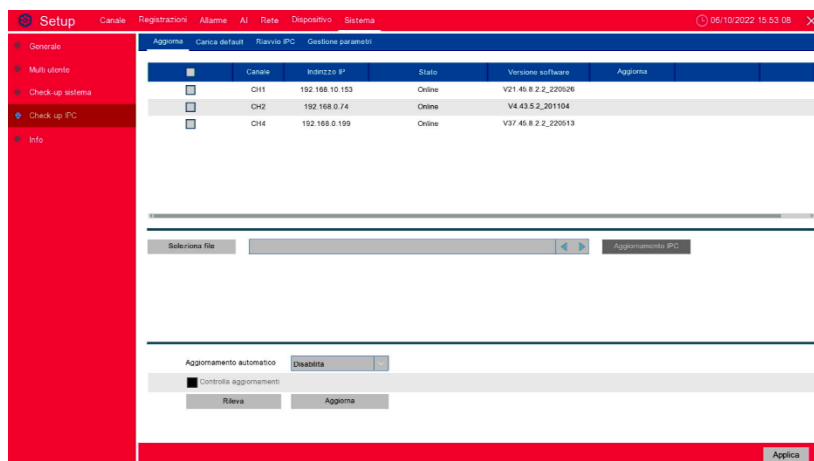 Setup Canale Registrazioni Allarme AI Rete Dispositivo Sistema 06/10/2022 15:53:08
Generale
Multi utente
Check-up sistema
Check up IPC
Info
Aggiorna Carica default Riavvio IPC Gestione parametri
Canale Indirizzo IP Stato Versione software Aggiorna
CH1 192.168.10.153 Online V21.45.8.2.2_220526
CH2 192.168.0.74 Online V4.43.5.2_201104
CH4 192.168.0.199 Online V37.45.8.2.2_220513
Seleziona file Aggiornamento IPC
Aggiornamento automatico Disabilita
Controlla aggiornamenti
Rileva Aggiorna
Applica